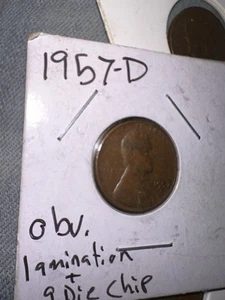 1957-D
obv.
lamination
+
a Die chip